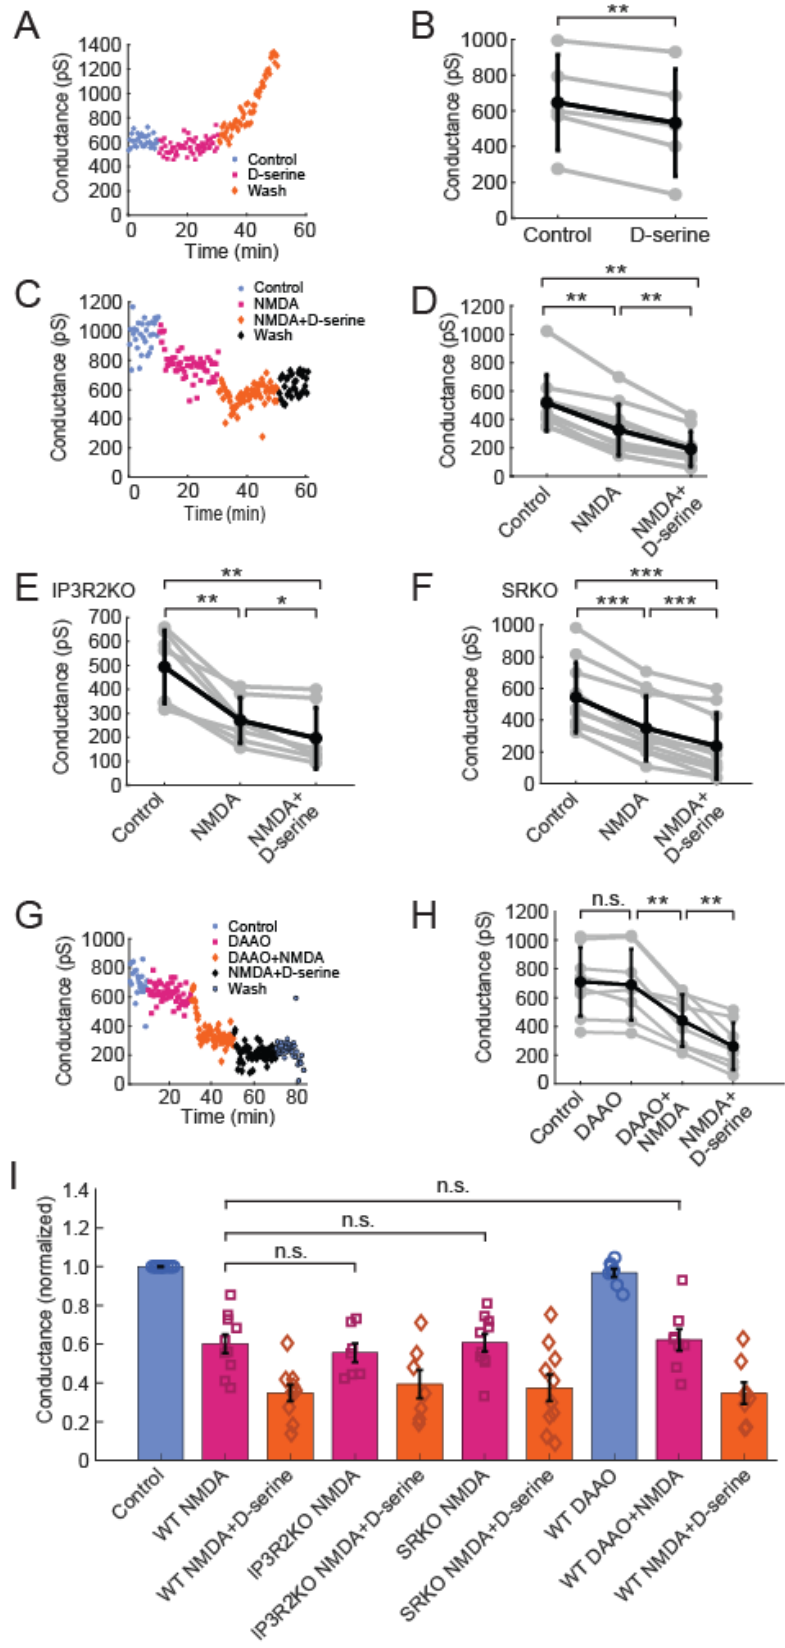 A
Conductance (pS)
1400
1200
1000
800
600
400
200
0
0 20 40 60
Time (min)
Control
D-serine
Wash
B
**
Conductance (pS)
1000
800
600
400
200
0
Control D-serine
C
Control
NMDA
NMDA+D-serine
Wash
Conductance (pS)
1200
1000
800
600
400
200
0
0 20 40 60
Time (min)
D
**
** **
Conductance (pS)
1200
1000
800
600
400
200
0
Control
NMDA
NMDA+
D-serine
E IP3R2KO
**
** *
Conductance (pS)
700
600
500
400
300
200
100
0
Control
NMDA
NMDA+
D-serine
F SRKO
***
*** ***
Conductance (pS)
1000
800
600
400
200
0
Control
NMDA
NMDA+
D-serine
G
Control
DAAO
DAAO+NMDA
NMDA+D-serine
Wash
Conductance (pS)
1000
800
600
400
200
0
20 40 60 80
Time (min)
H
n.s. ** **
Conductance (pS)
1200
1000
800
600
400
200
0
Control
DAAO
DAAO+
NMDA
NMDA+
D-serine
I
n.s.
n.s.
n.s.
Conductance (normalized)
1.4
1.2
1.0
0.8
0.6
0.4
0.2
0
Control
WT NMDA
WT NMDA+D-serine
IP3R2KO NMDA
IP3R2KO NMDA+D-serine
SRKO NMDA
SRKO NMDA+D-serine
WT DAAO
WT DAAO+NMDA
WT NMDA+D-serine